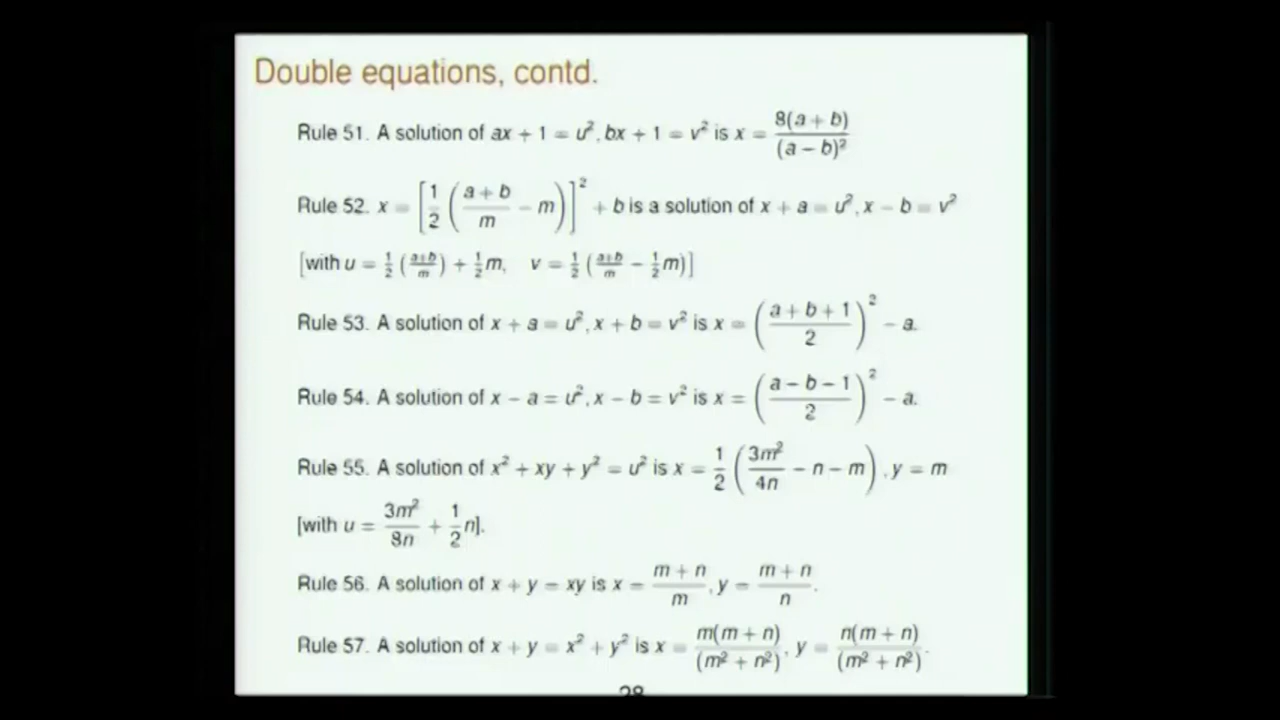 Double equations, contd.
Rule 51. A solution of ax + 1 = u², bx + 1 = v² is x = 8(a + b) / (a − b)²
Rule 52. x = [1/2 ((a + b)/m − m)]² + b is a solution of x + a = u², x − b = v²
[with u = 1/2 ((a+b)/m) + 1/2 m, v = 1/2 ((a+b)/m − 1/2 m)]
Rule 53. A solution of x + a = u², x + b = v² is x = ((a + b + 1)/2)² − a.
Rule 54. A solution of x − a = u², x − b = v² is x = ((a − b − 1)/2)² − a.
Rule 55. A solution of x² + xy + y² = u² is x = 1/2 (3m²/4n − n − m), y = m
[with u = 3m²/8n + 1/2 n].
Rule 56. A solution of x + y = xy is x = (m + n)/m, y = (m + n)/n.
Rule 57. A solution of x + y = x² + y² is x = m(m + n)/(m² + n²), y = n(m + n)/(m² + n²).